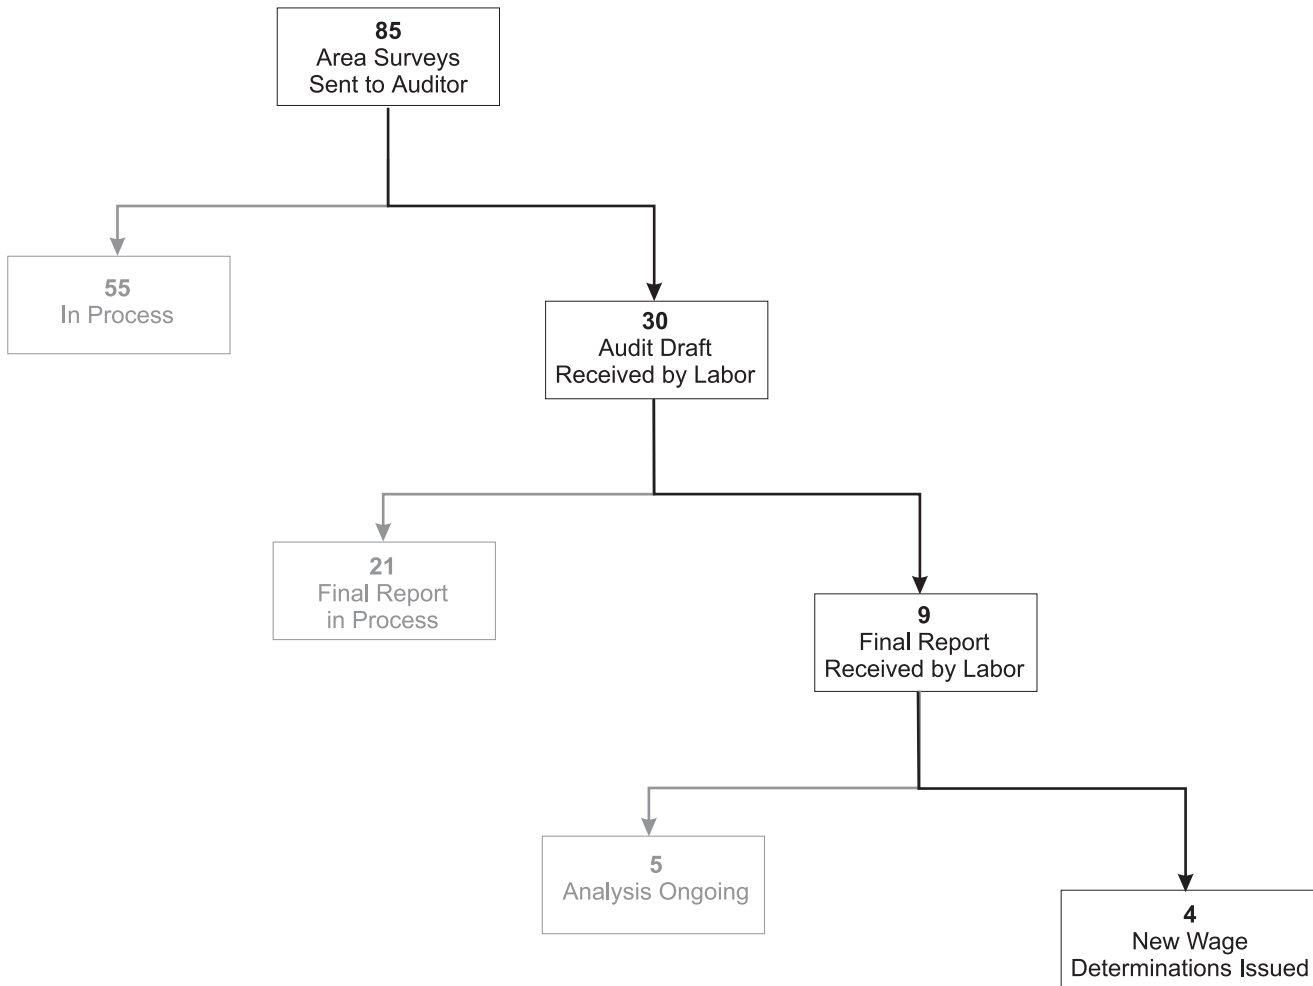 85
Area Surveys
Sent to Auditor
55
In Process
30
Audit Draft
Received by Labor
21
Final Report
in Process
9
Final Report
Received by Labor
5
Analysis Ongoing
4
New Wage
Determinations Issued